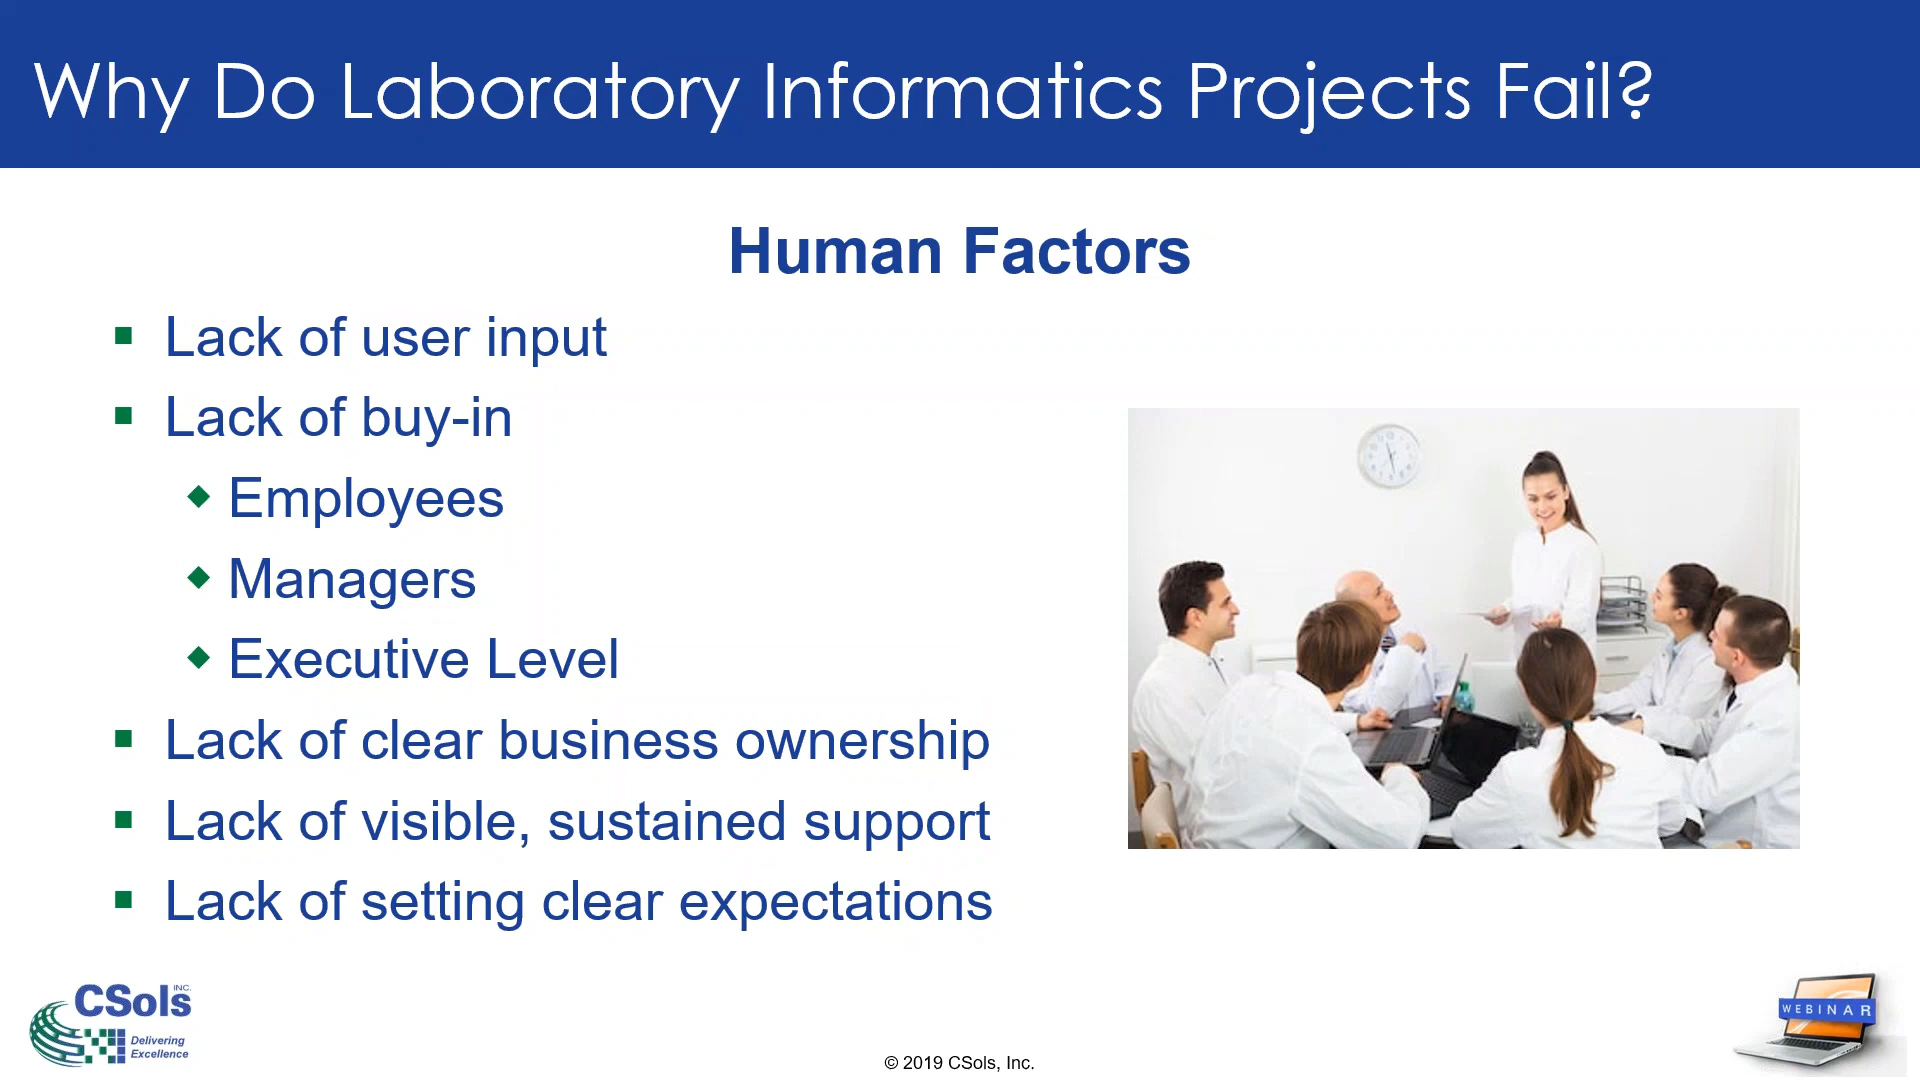 Why Do Laboratory Informatics Projects Fail?
Human Factors
Lack of user input
Lack of buy-in
Employees
Managers
Executive Level
Lack of clear business ownership
Lack of visible, sustained support
Lack of setting clear expectations
CSols INC.
Delivering
Excellence
© 2019 CSols, Inc.
WEBINAR